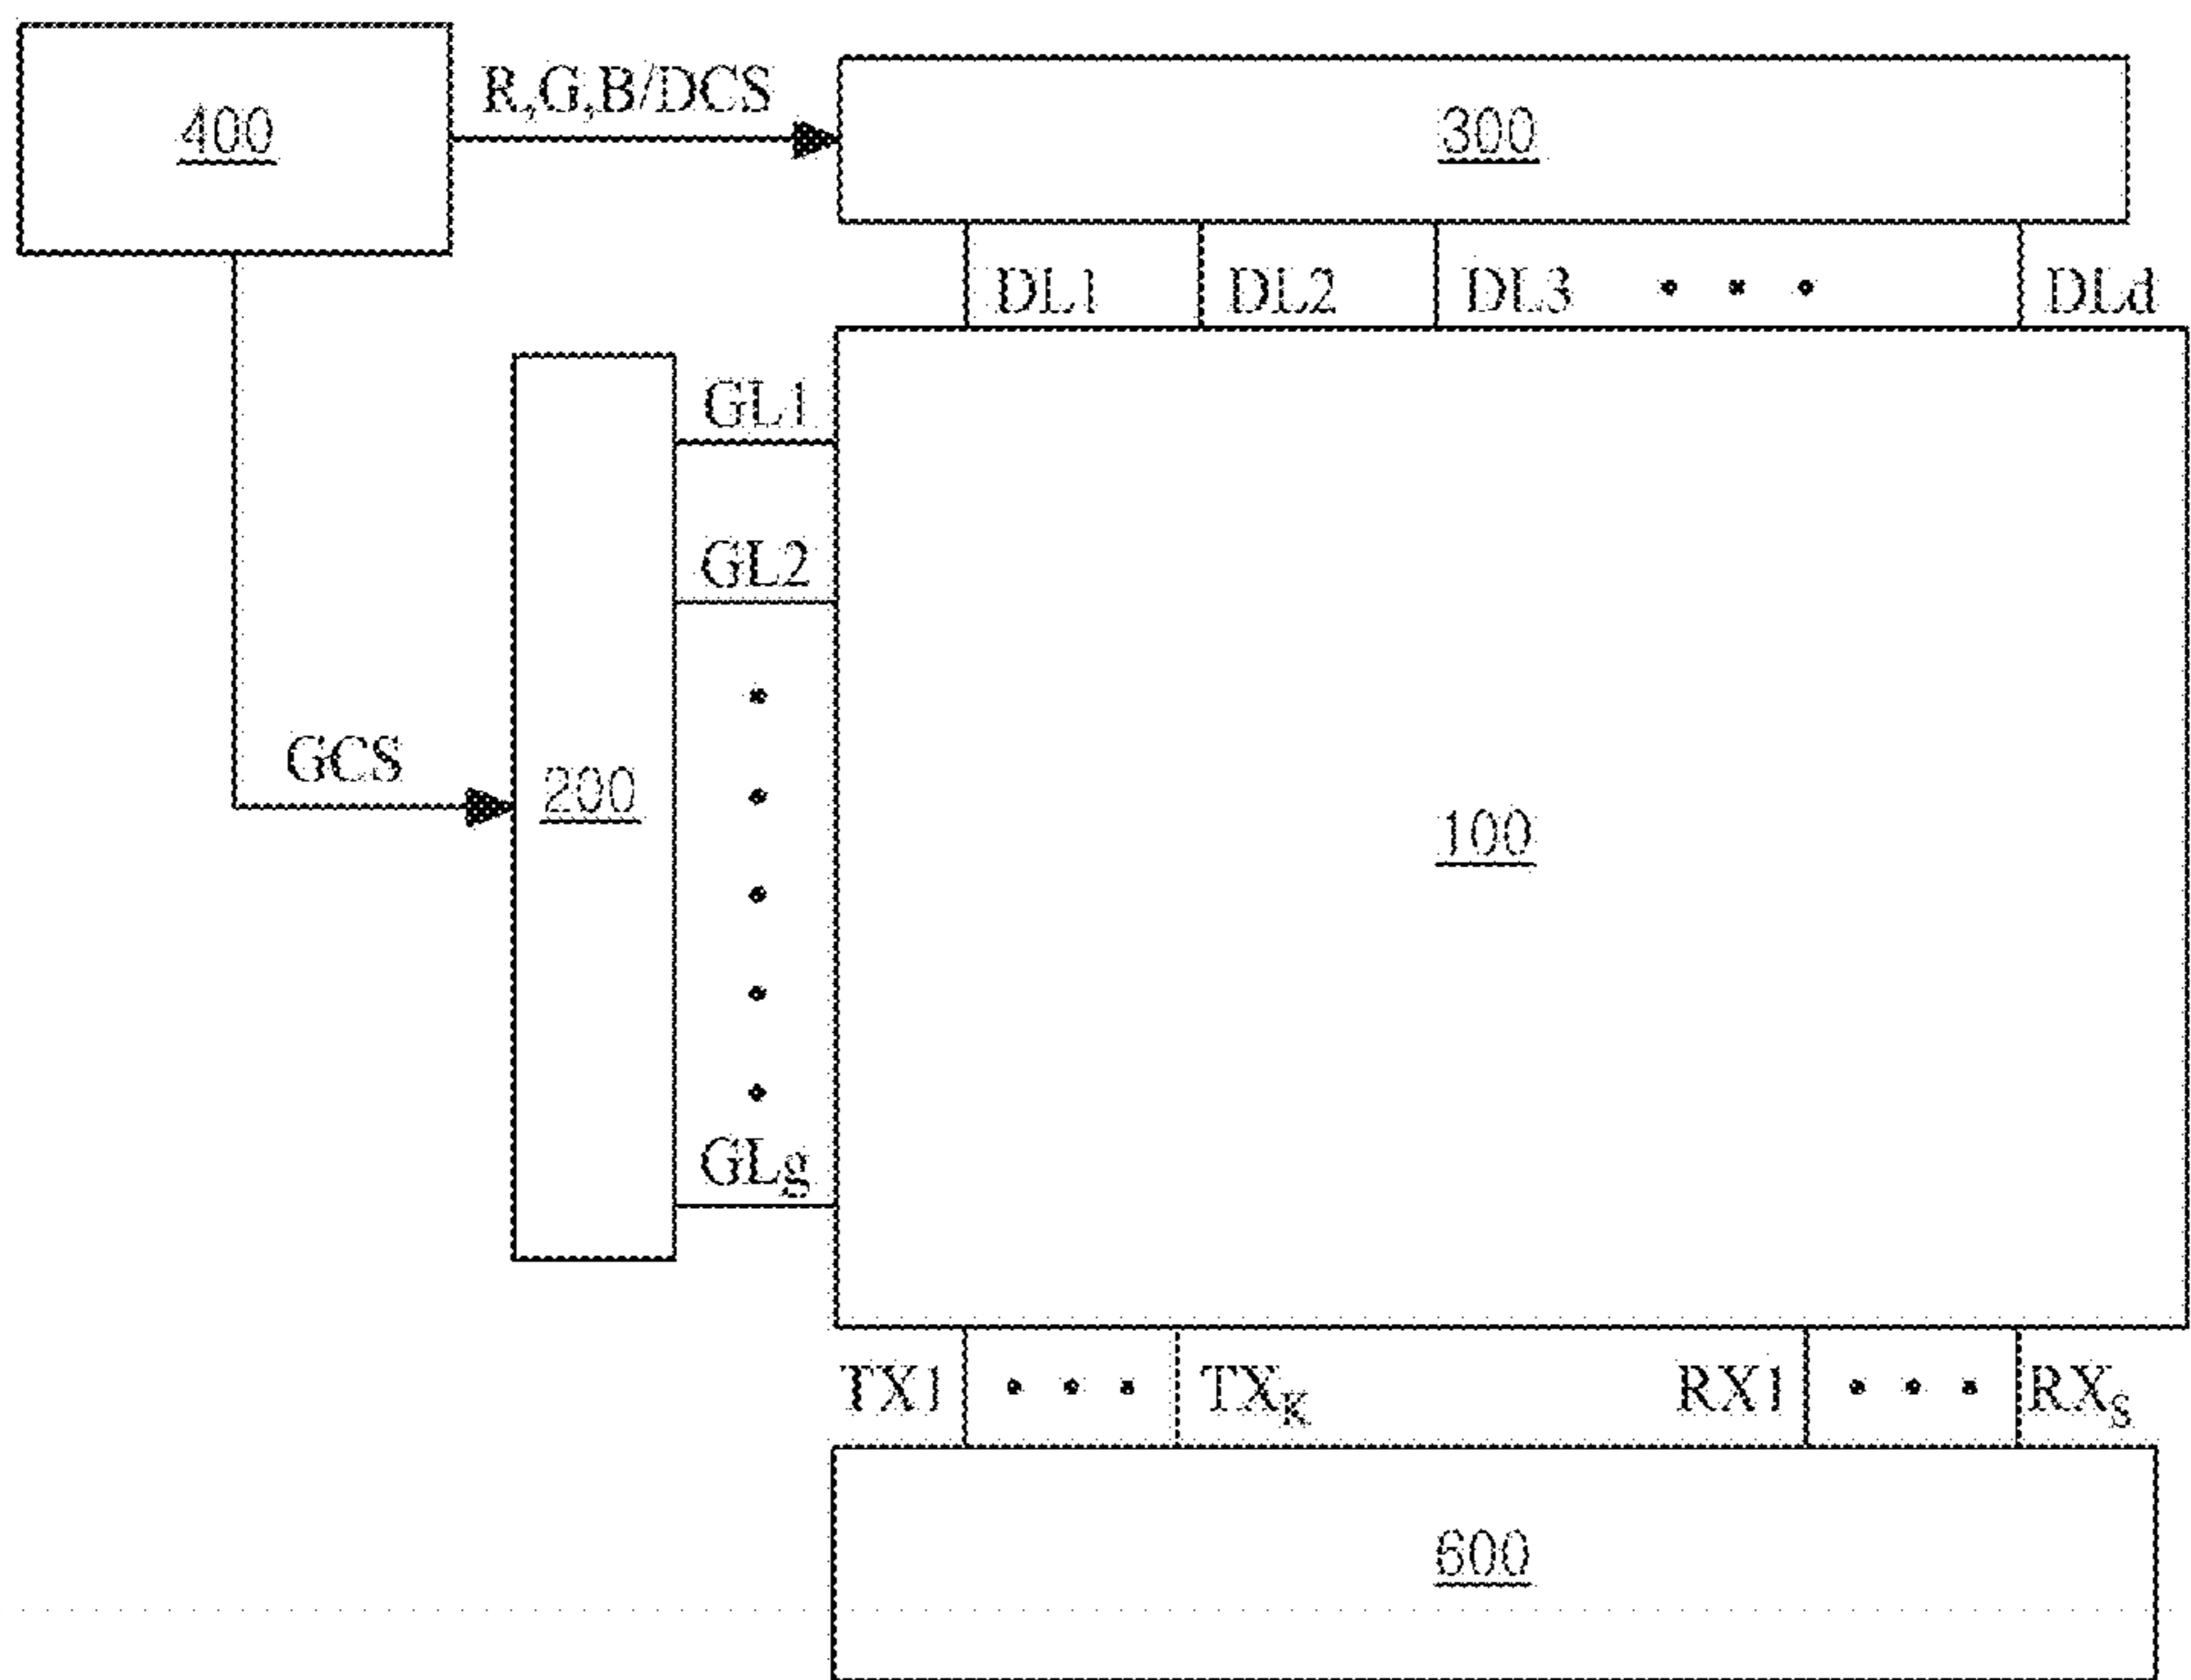 400
R,G,B/DCS
300
DL1 DL2 DL3 • • • DLd
GL1
GL2
GCS
200
100
GLg
TX1 • • • TXK RX1 • • • RXS
600